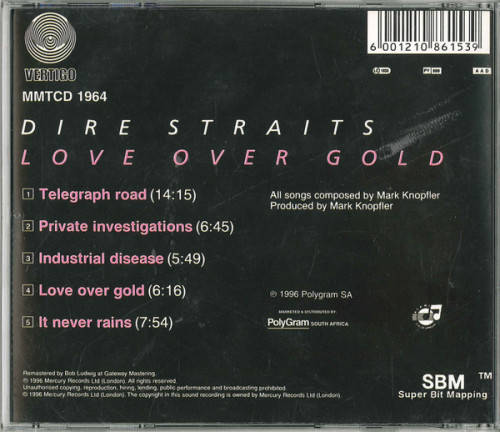 VERTIGO
6 001210 861539
MMTCD 1964
DIRE STRAITS
LOVE OVER GOLD
1 Telegraph road (14:15)
2 Private investigations (6:45)
3 Industrial disease (5:49)
4 Love over gold (6:16)
5 It never rains (7:54)
All songs composed by Mark Knopfler
Produced by Mark Knopfler
℗ 1996 Polygram SA
MARKETED & DISTRIBUTED BY
PolyGram SOUTH AFRICA
Remastered by Bob Ludwig at Gateway Mastering.
℗ 1996 Mercury Records Ltd (London). All rights reserved.
Unauthorised copying, reproduction, hiring, lending, public performance and broadcasting prohibited.
© 1996 Mercury Records Ltd (London). The copyright in this sound recording is owned by Mercury Records Ltd (London).
SBM TM
Super Bit Mapping